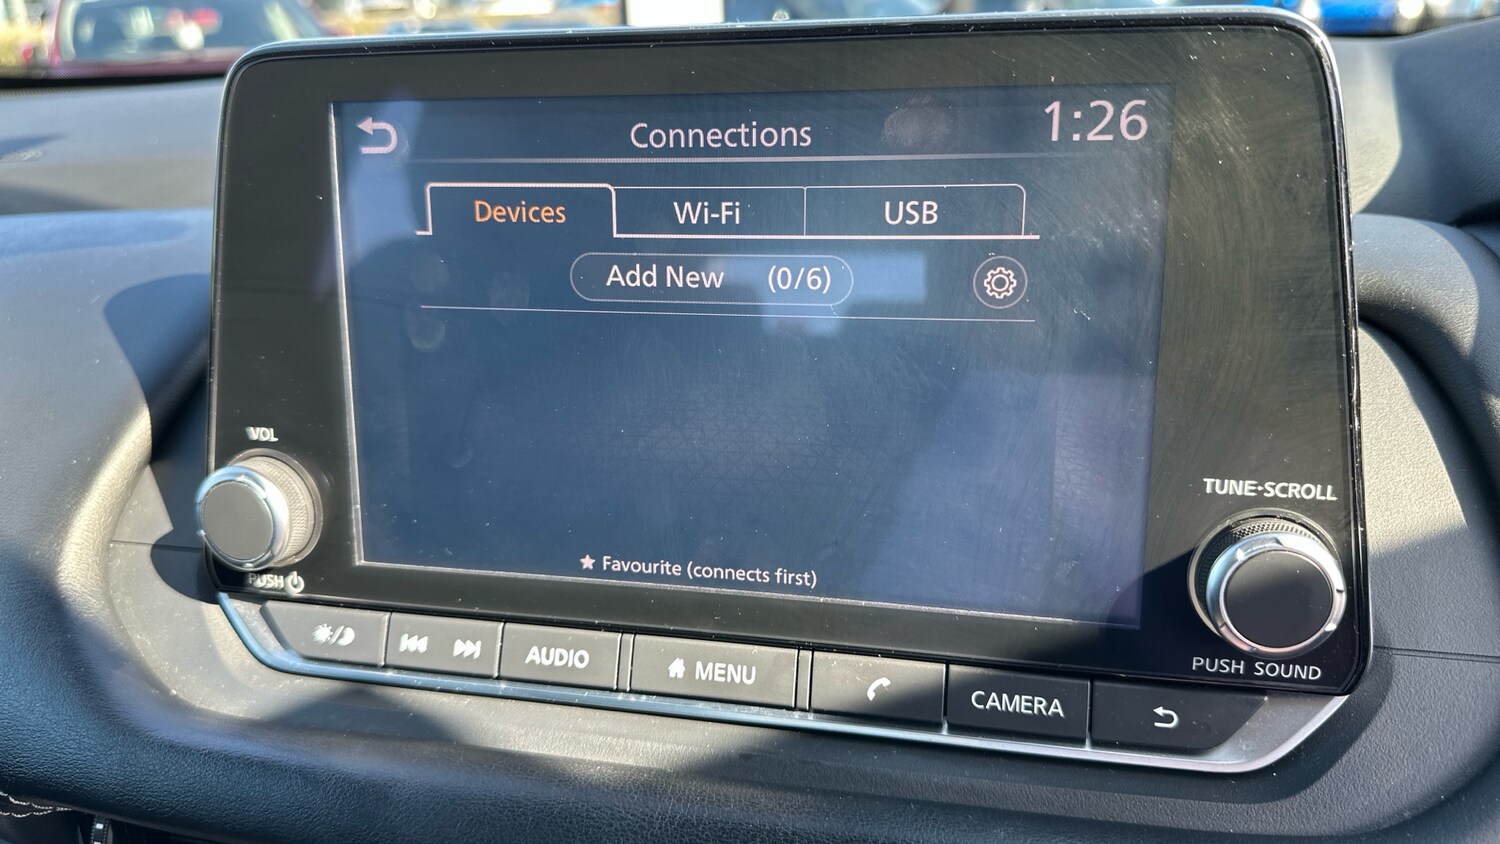 Connections 1:26
Devices Wi-Fi USB
Add New (0/6)
★ Favourite (connects first)
VOL
PUSH
TUNE•SCROLL
PUSH SOUND
AUDIO MENU CAMERA